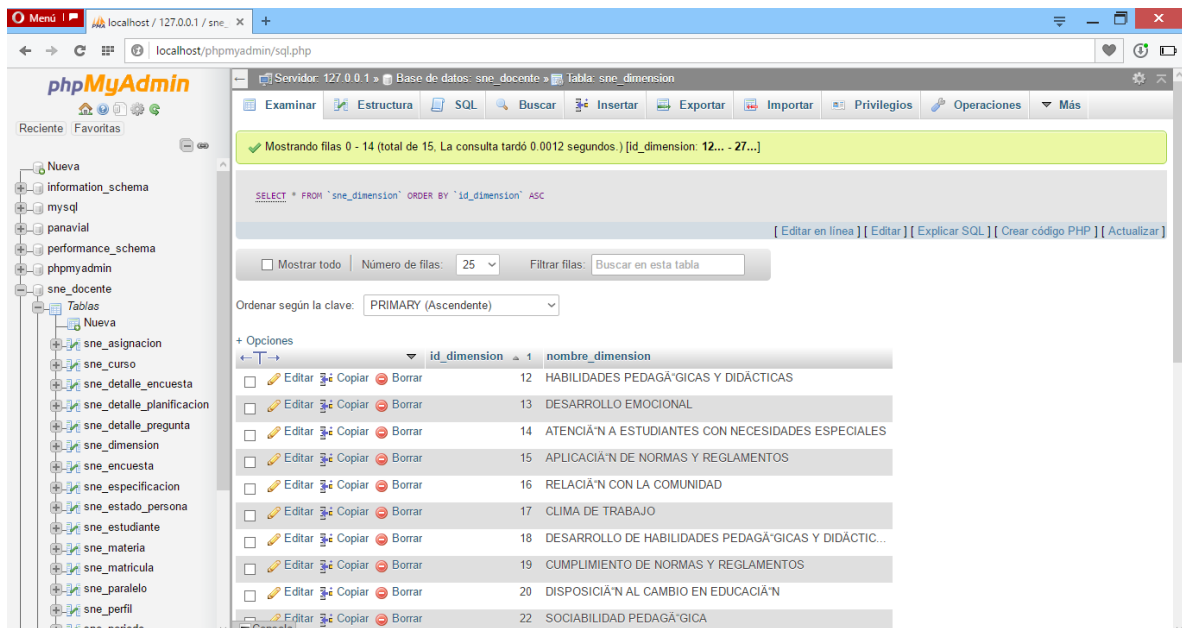 Menú
localhost / 127.0.0.1 / sne_
localhost/phpmyadmin/sql.php
phpMyAdmin
Reciente Favoritas
Nueva
information_schema
mysql
panavial
performance_schema
phpmyadmin
sne_docente
Tablas
Nueva
sne_asignacion
sne_curso
sne_detalle_encuesta
sne_detalle_planificacion
sne_detalle_pregunta
sne_dimension
sne_encuesta
sne_especificacion
sne_estado_persona
sne_estudiante
sne_materia
sne_matricula
sne_paralelo
sne_perfil
Servidor: 127.0.0.1 » Base de datos: sne_docente » Tabla: sne_dimension
Examinar Estructura SQL Buscar Insertar Exportar Importar Privilegios Operaciones Más
Mostrando filas 0 - 14 (total de 15, La consulta tardó 0.0012 segundos.) [id_dimension: 12... - 27...]
SELECT * FROM `sne_dimension` ORDER BY `id_dimension` ASC
[ Editar en línea ] [ Editar ] [ Explicar SQL ] [ Crear código PHP ] [ Actualizar ]
Mostrar todo Número de filas: 25 Filtrar filas: Buscar en esta tabla
Ordenar según la clave: PRIMARY (Ascendente)
+ Opciones
←T→ id_dimension 1 nombre_dimension
Editar Copiar Borrar 12 HABILIDADES PEDAGÃ“GICAS Y DIDÃCTICAS
Editar Copiar Borrar 13 DESARROLLO EMOCIONAL
Editar Copiar Borrar 14 ATENCIÃ“N A ESTUDIANTES CON NECESIDADES ESPECIALES
Editar Copiar Borrar 15 APLICACIÃ“N DE NORMAS Y REGLAMENTOS
Editar Copiar Borrar 16 RELACIÃ“N CON LA COMUNIDAD
Editar Copiar Borrar 17 CLIMA DE TRABAJO
Editar Copiar Borrar 18 DESARROLLO DE HABILIDADES PEDAGÃ“GICAS Y DIDÃCTIC...
Editar Copiar Borrar 19 CUMPLIMIENTO DE NORMAS Y REGLAMENTOS
Editar Copiar Borrar 20 DISPOSICIÃ“N AL CAMBIO EN EDUCACIÃ“N
Editar Copiar Borrar 22 SOCIABILIDAD PEDAGÃ“GICA